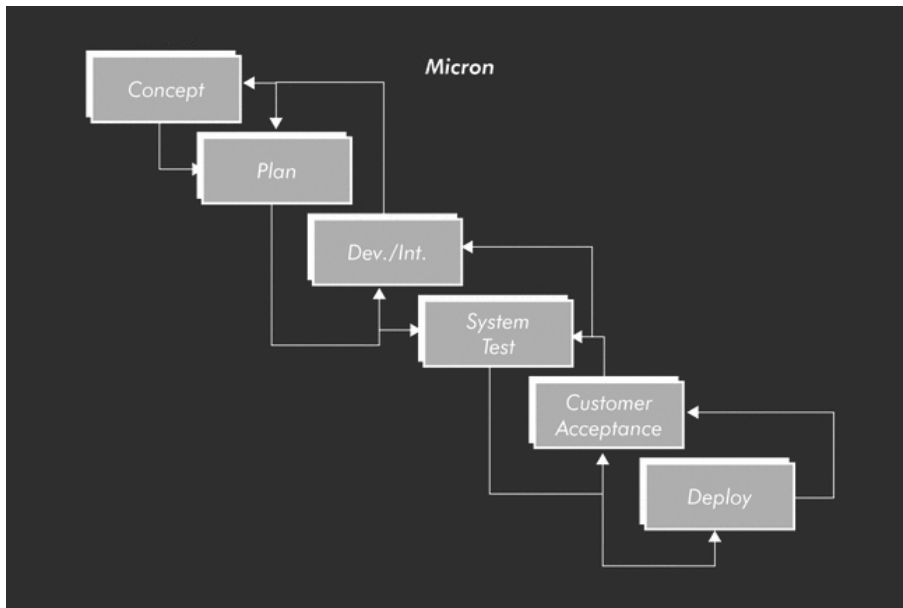 Micron
Concept
Plan
Dev./Int.
System
Test
Customer
Acceptance
Deploy